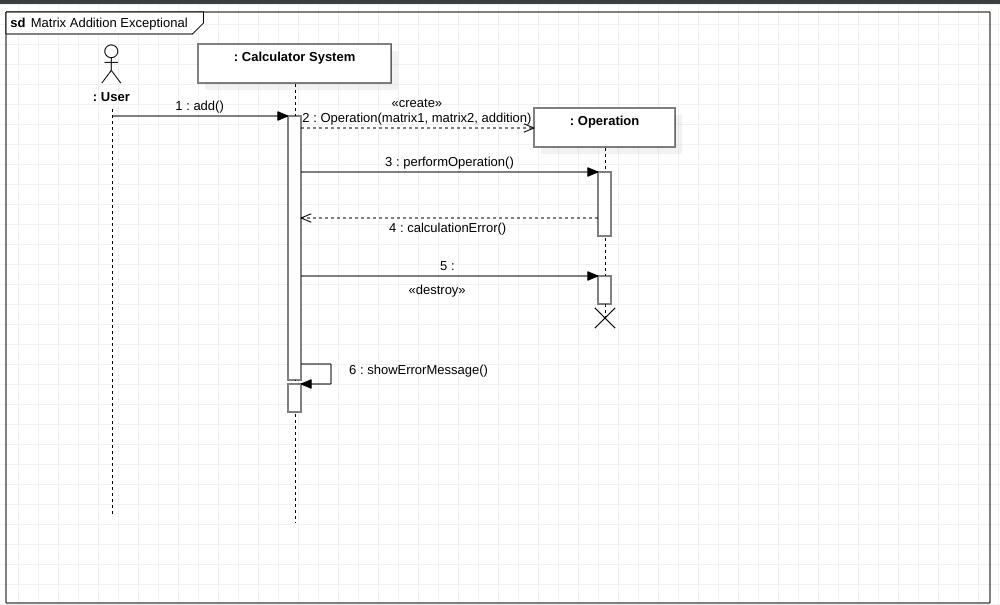 sd Matrix Addition Exceptional
: Calculator System
: User
1 : add()
«create»
2 : Operation(matrix1, matrix2, addition)
: Operation
3 : performOperation()
4 : calculationError()
5 :
«destroy»
6 : showErrorMessage()